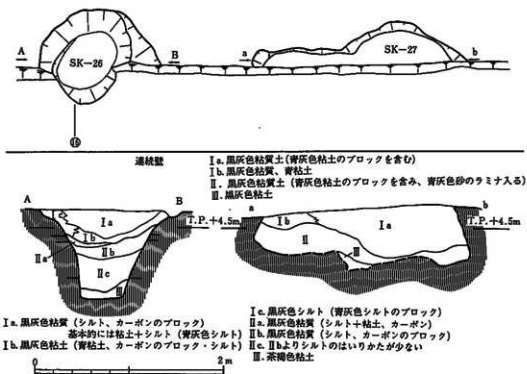 A
SK-26
B
a
SK-27
b
⑯
連続壁
Ⅰa. 黒灰色粘質土(青灰色粘土のブロックを含む)
Ⅰb. 黒灰色粘質、青粘土
Ⅱ. 黒灰色粘質土(青灰色粘土のブロックを含み、青灰色砂のラミナ入る)
Ⅲ. 黒灰色粘土
A
B
T.P.+4.5m
Ⅰa
Ⅰb
Ⅱa
Ⅱb
Ⅱc
Ⅲ
a
b
T.P.+4.5m
Ⅰb
Ⅰa
Ⅱ
Ⅲ
Ⅰa. 黒灰色粘質(シルト、カーボンのブロック)
基本的には粘土+シルト(青灰色シルト)
Ⅰb. 黒灰色粘土(青粘土、カーボンのブロック・シルト)
Ⅰc. 黒灰色シルト(青灰色シルトのブロック)
Ⅱa. 黒灰色粘質(シルト+粘土、カーボン)
Ⅱb. 黒灰色粘質(シルト、カーボンのブロック)
Ⅱc. Ⅱbよりシルトのはいりかたが少ない
Ⅲ. 茶褐色粘土
0
2m